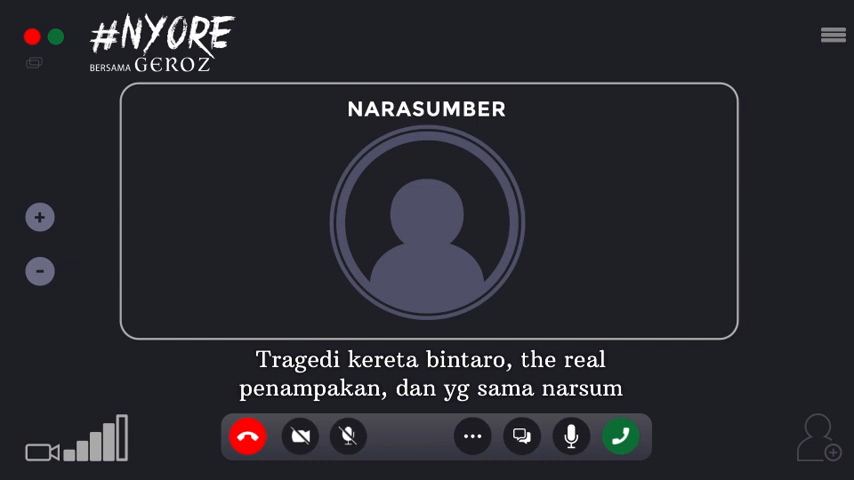 #NYORE
BERSAMA GEROZ
NARASUMBER
Tragedi kereta bintaro, the real
penampakan, dan yg sama narsum